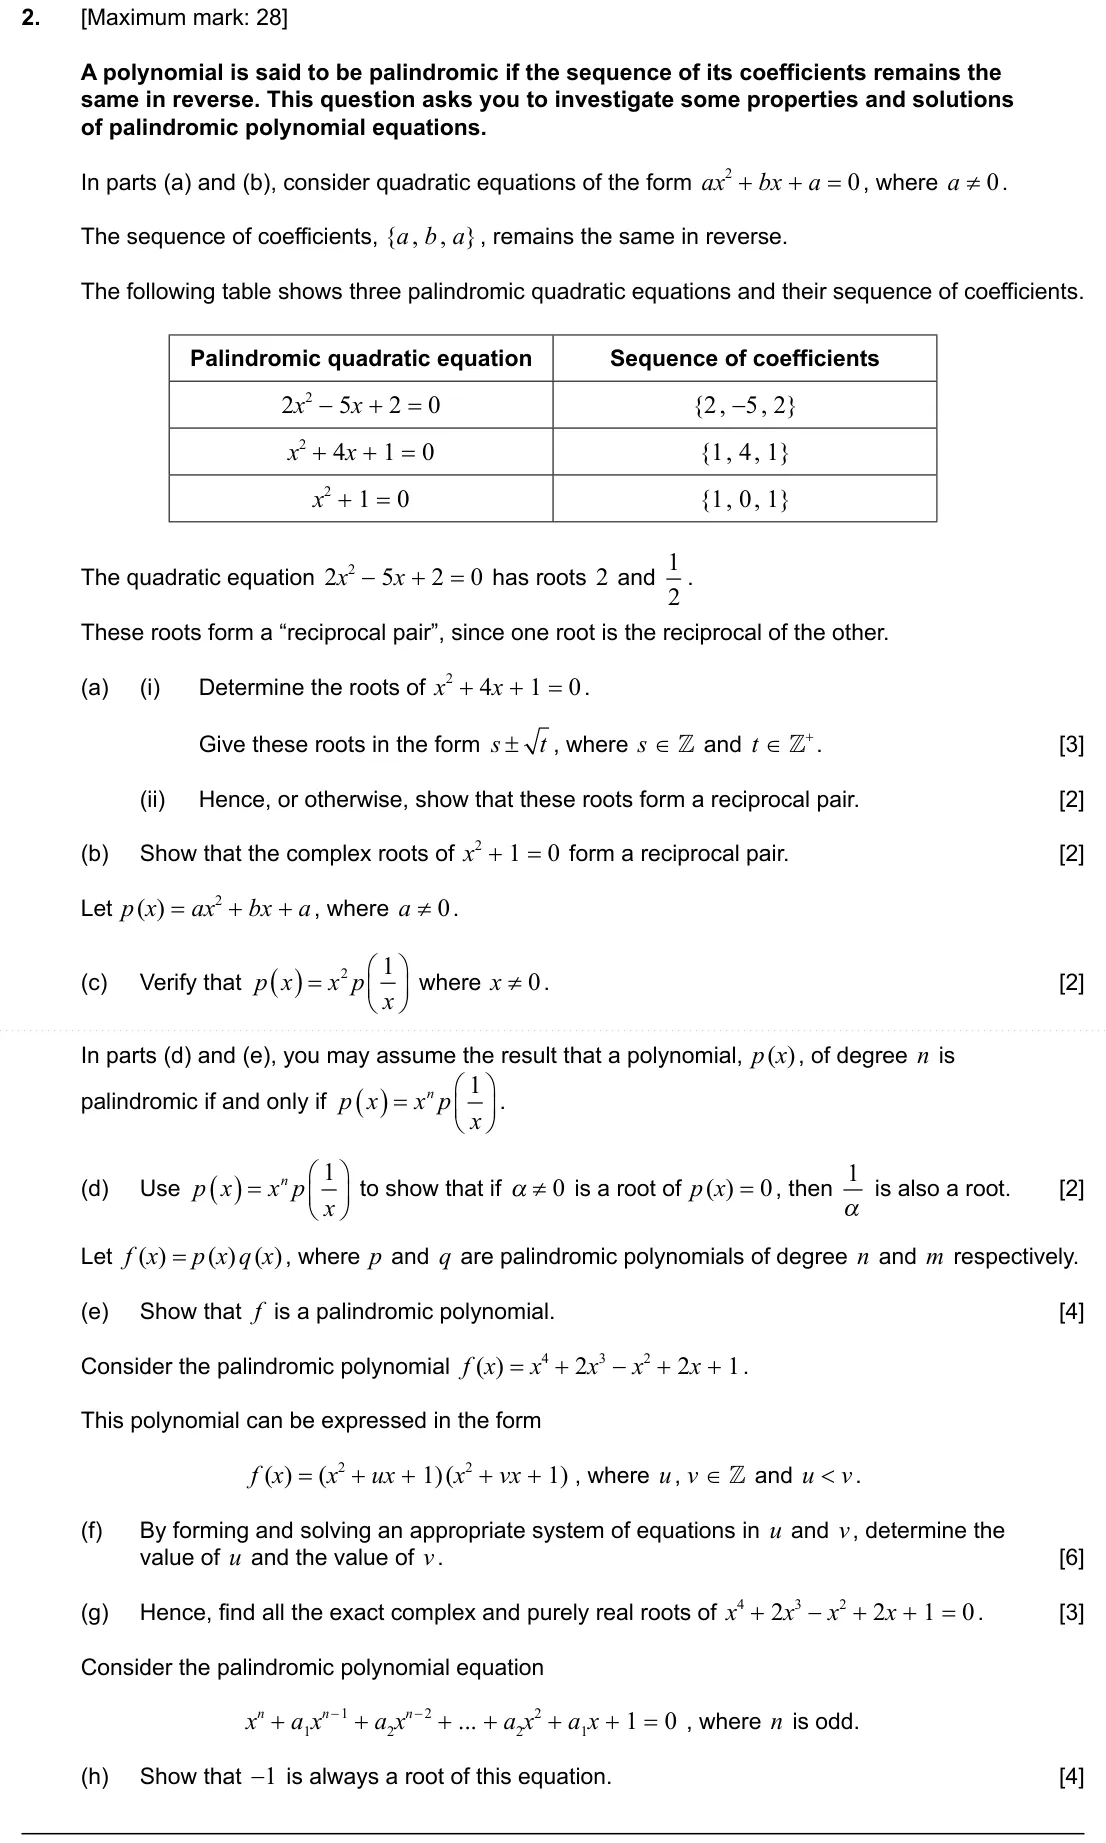 2. [Maximum mark: 28]
A polynomial is said to be palindromic if the sequence of its coefficients remains the
same in reverse. This question asks you to investigate some properties and solutions
of palindromic polynomial equations.
In parts (a) and (b), consider quadratic equations of the form ax² + bx + a = 0, where a ≠ 0.
The sequence of coefficients, {a, b, a}, remains the same in reverse.
The following table shows three palindromic quadratic equations and their sequence of coefficients.
Palindromic quadratic equation Sequence of coefficients
2x² − 5x + 2 = 0 {2, −5, 2}
x² + 4x + 1 = 0 {1, 4, 1}
x² + 1 = 0 {1, 0, 1}
The quadratic equation 2x² − 5x + 2 = 0 has roots 2 and 1/2.
These roots form a “reciprocal pair”, since one root is the reciprocal of the other.
(a) (i) Determine the roots of x² + 4x + 1 = 0.
Give these roots in the form s ± √t, where s ∈ ℤ and t ∈ ℤ⁺. [3]
(ii) Hence, or otherwise, show that these roots form a reciprocal pair. [2]
(b) Show that the complex roots of x² + 1 = 0 form a reciprocal pair. [2]
Let p(x) = ax² + bx + a, where a ≠ 0.
(c) Verify that p(x) = x²p(1/x) where x ≠ 0. [2]
In parts (d) and (e), you may assume the result that a polynomial, p(x), of degree n is
palindromic if and only if p(x) = xⁿp(1/x).
(d) Use p(x) = xⁿp(1/x) to show that if α ≠ 0 is a root of p(x) = 0, then 1/α is also a root. [2]
Let f(x) = p(x)q(x), where p and q are palindromic polynomials of degree n and m respectively.
(e) Show that f is a palindromic polynomial. [4]
Consider the palindromic polynomial f(x) = x⁴ + 2x³ − x² + 2x + 1.
This polynomial can be expressed in the form
f(x) = (x² + ux + 1)(x² + vx + 1), where u, v ∈ ℤ and u < v.
(f) By forming and solving an appropriate system of equations in u and v, determine the
value of u and the value of v. [6]
(g) Hence, find all the exact complex and purely real roots of x⁴ + 2x³ − x² + 2x + 1 = 0. [3]
Consider the palindromic polynomial equation
xⁿ + a₁xⁿ⁻¹ + a₂xⁿ⁻² + ... + a₂x² + a₁x + 1 = 0, where n is odd.
(h) Show that −1 is always a root of this equation. [4]